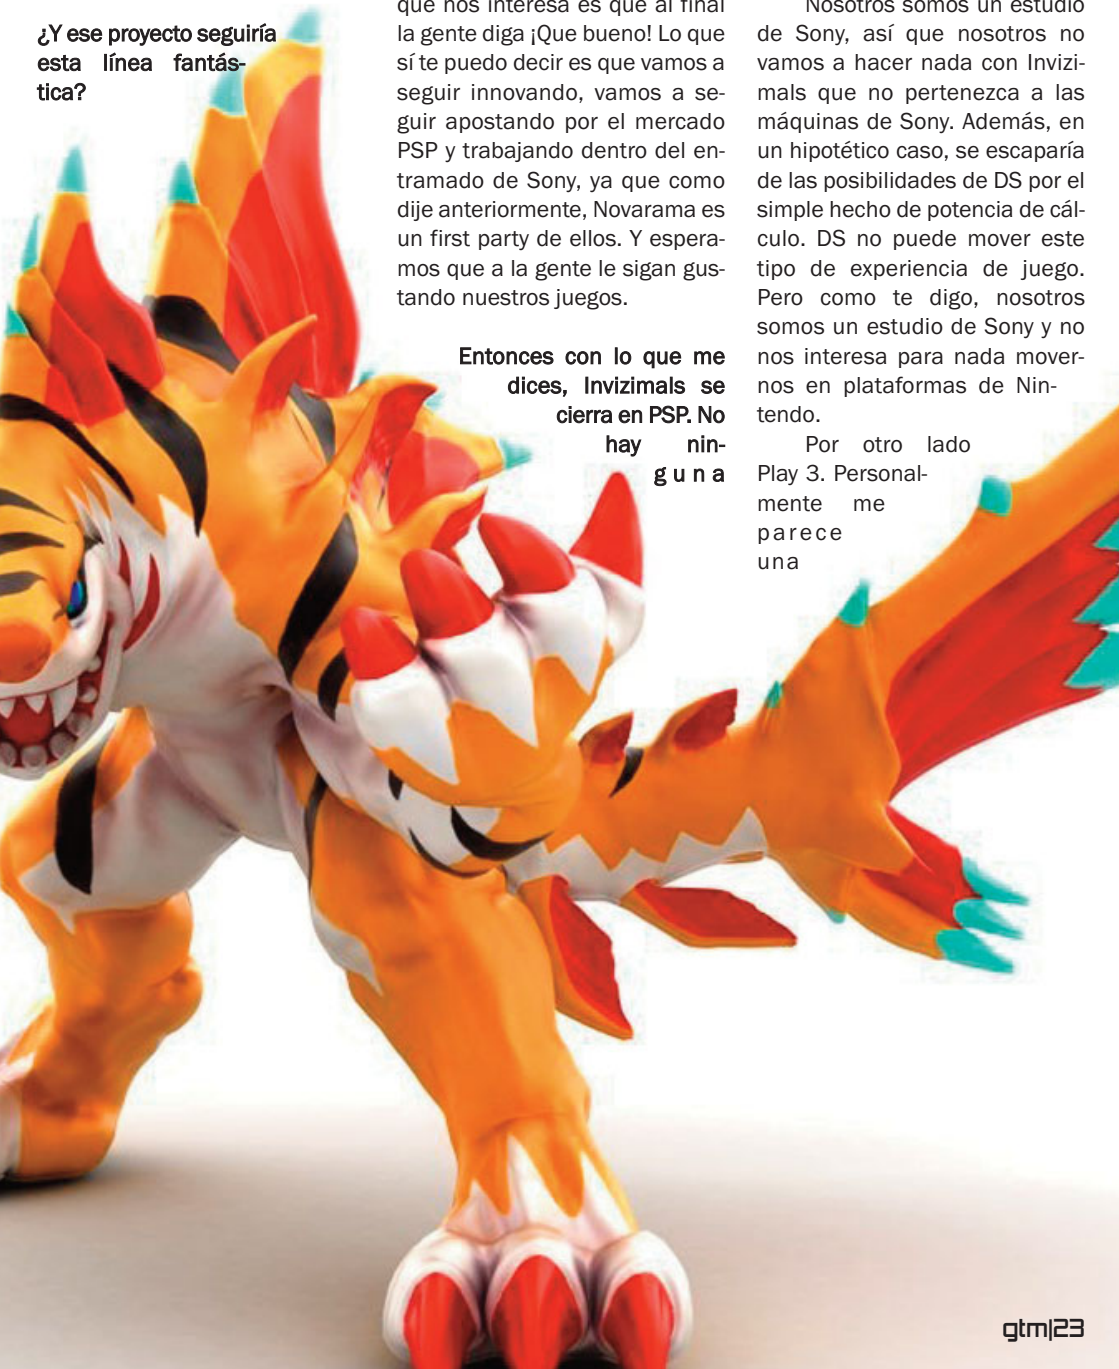 ¿Y ese proyecto seguiría
esta línea fantás-
tica?
que nos interesa es que al final
la gente diga ¡Que bueno! Lo que
sí te puedo decir es que vamos a
seguir innovando, vamos a se-
guir apostando por el mercado
PSP y trabajando dentro del en-
tramado de Sony, ya que como
dije anteriormente, Novarama es
un first party de ellos. Y espera-
mos que a la gente le sigan gus-
tando nuestros juegos.
Entonces con lo que me
dices, Invizimals se
cierra en PSP. No
hay nin-
guna
Nosotros somos un estudio
de Sony, así que nosotros no
vamos a hacer nada con Invizi-
mals que no pertenezca a las
máquinas de Sony. Además, en
un hipotético caso, se escaparía
de las posibilidades de DS por el
simple hecho de potencia de cál-
culo. DS no puede mover este
tipo de experiencia de juego.
Pero como te digo, nosotros
somos un estudio de Sony y no
nos interesa para nada mover-
nos en plataformas de Nin-
tendo.
Por otro lado
Play 3. Personal-
mente me
parece
una
gtm|23